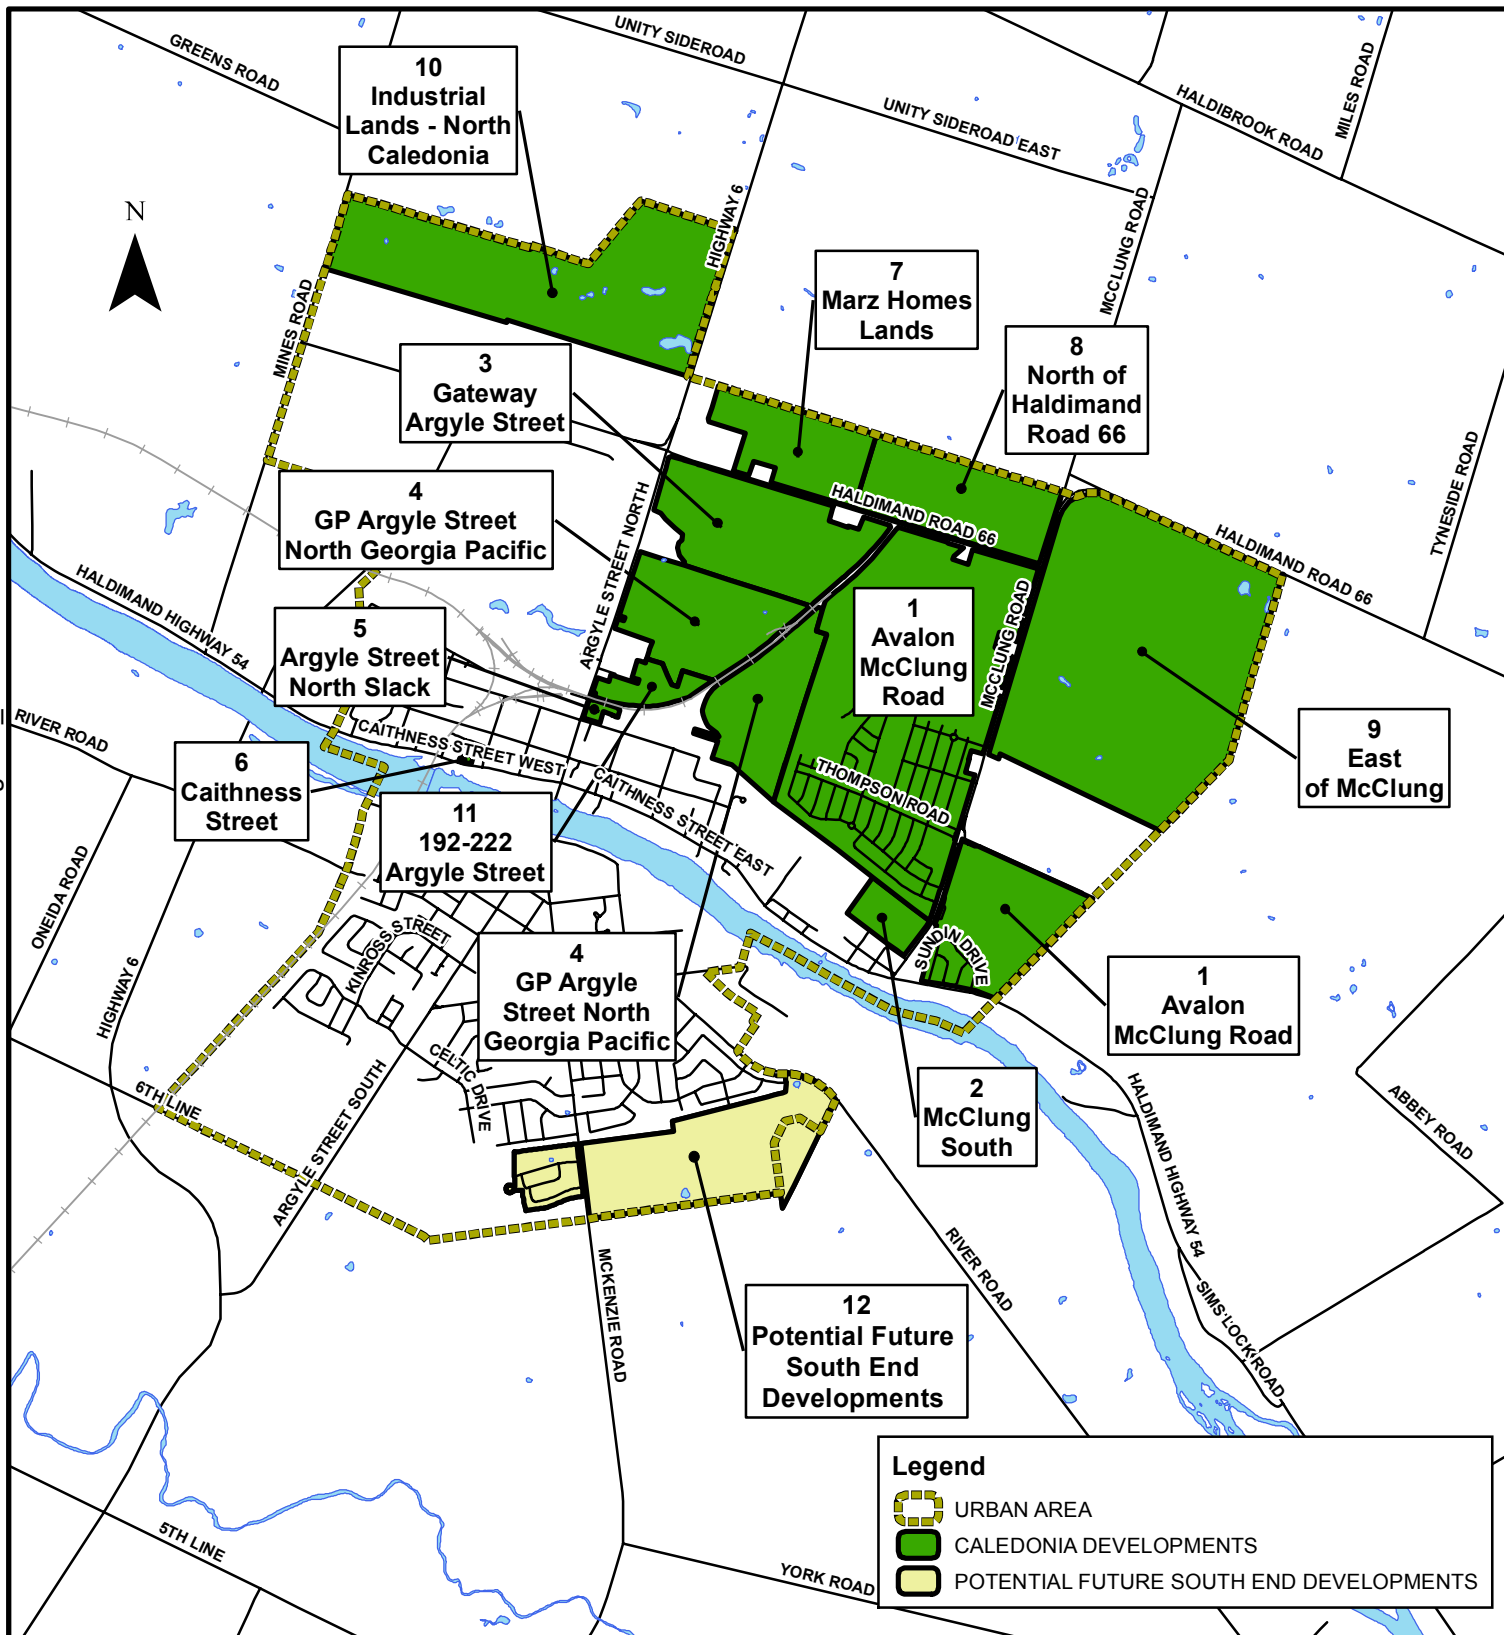 GREENS ROAD
UNITY SIDEROAD
UNITY SIDEROAD EAST
HALDIBROOK ROAD
MILES ROAD
10
Industrial
Lands - North
Caledonia
N
HIGHWAY 6
MCCLUNG ROAD
MINES ROAD
7
Marz Homes
Lands
8
North of
Haldimand
Road 66
3
Gateway
Argyle Street
4
GP Argyle Street
North Georgia Pacific
ARGYLE STREET NORTH
HALDIMAND ROAD 66
HALDIMAND ROAD 66
TYNESIDE ROAD
HALDIMAND HIGHWAY 54
5
Argyle Street
North Slack
1
Avalon
McClung
Road
MCCLUNG ROAD
RIVER ROAD
CAITHNESS STREET WEST
CAITHNESS STREET EAST
THOMPSON ROAD
9
East
of McClung
6
Caithness
Street
11
192-222
Argyle Street
ONEIDA ROAD
HIGHWAY 6
KINROSS STREET
4
GP Argyle
Street North
Georgia Pacific
SUNDIN DRIVE
1
Avalon
McClung Road
CELTIC DRIVE
2
McClung
South
6TH LINE
ARGYLE STREET SOUTH
HALDIMAND HIGHWAY 54
ABBEY ROAD
RIVER ROAD
MCKENZIE ROAD
SIMS LOCK ROAD
12
Potential Future
South End
Developments
5TH LINE
YORK ROAD
Legend
URBAN AREA
CALEDONIA DEVELOPMENTS
POTENTIAL FUTURE SOUTH END DEVELOPMENTS